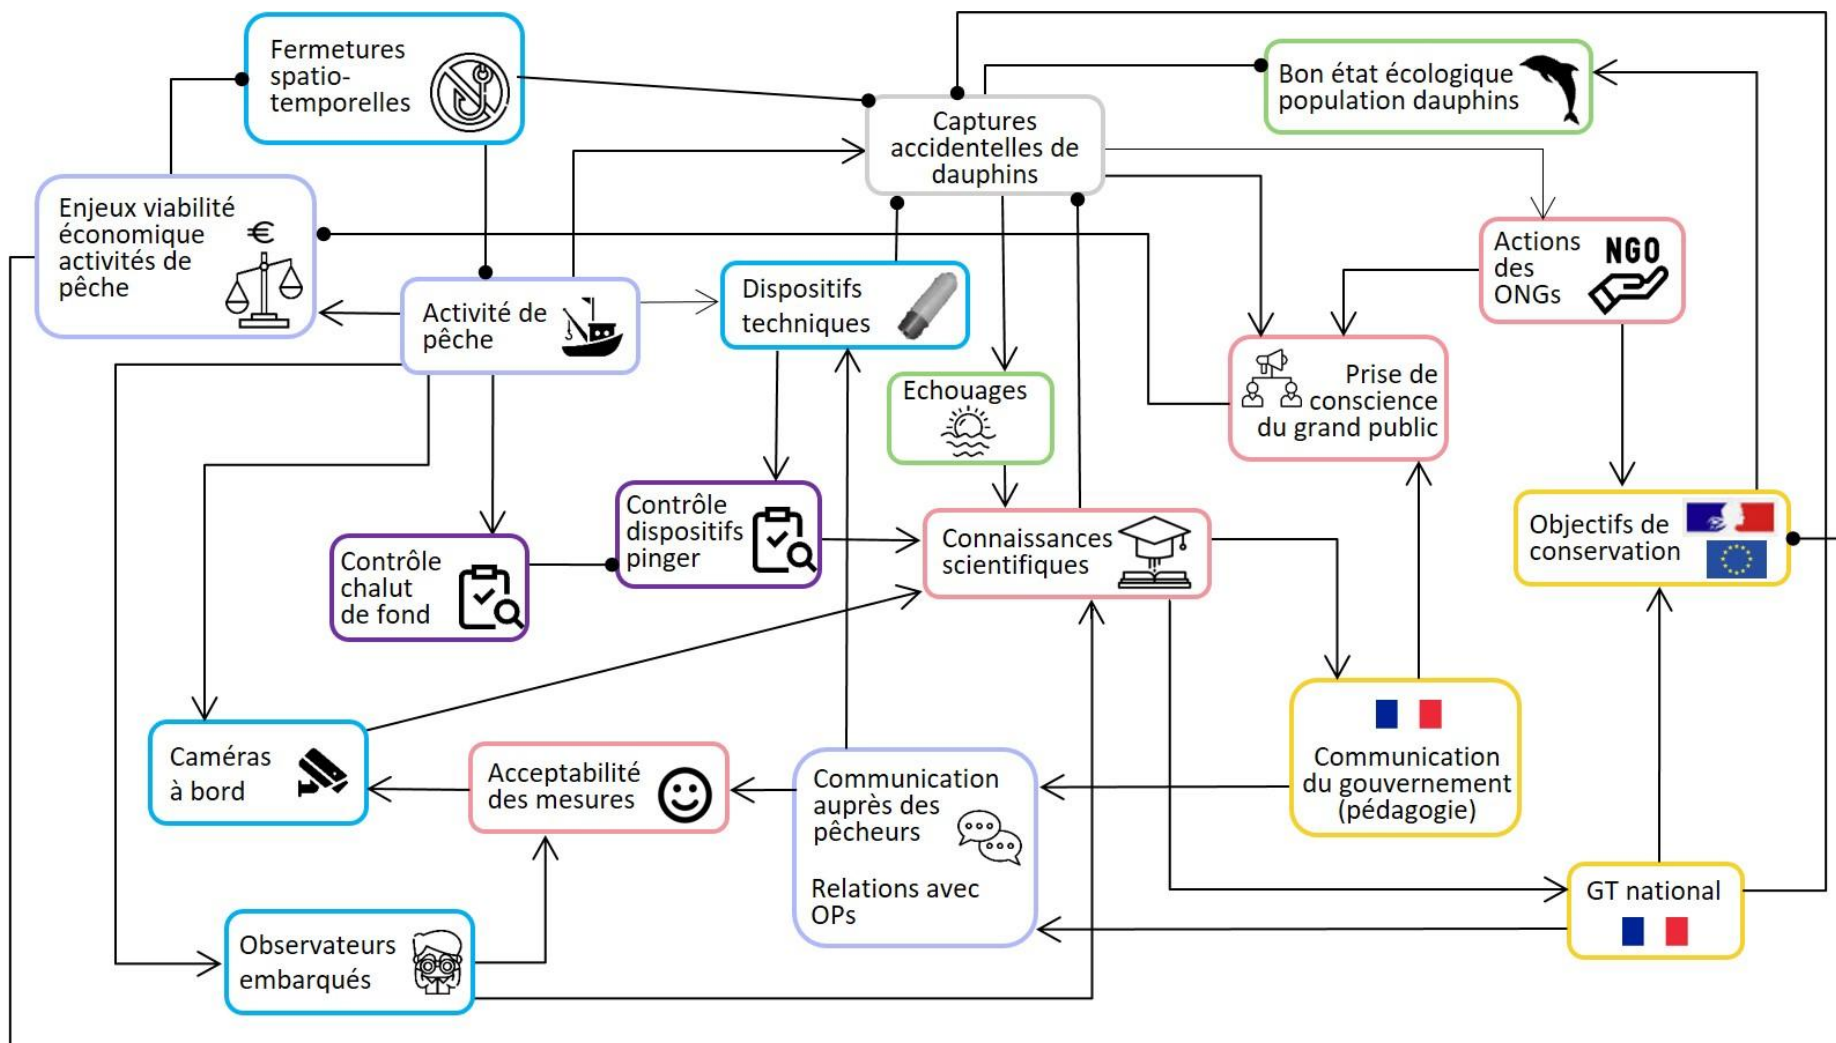 Fermetures
spatio-
temporelles
Bon état écologique
population dauphins
Captures
accidentelles de
dauphins
Enjeux viabilité
économique
activités de
pêche
€
Actions
des
ONGs
NGO
Activité de
pêche
Dispositifs
techniques
Echouages
Prise de
conscience
du grand public
Contrôle
dispositifs
pinger
Connaissances
scientifiques
Objectifs de
conservation
Contrôle
chalut
de fond
Caméras
à bord
Acceptabilité
des mesures
Communication
auprès des
pêcheurs
Relations avec
OPs
Communication
du gouvernement
(pédagogie)
GT national
Observateurs
embarqués